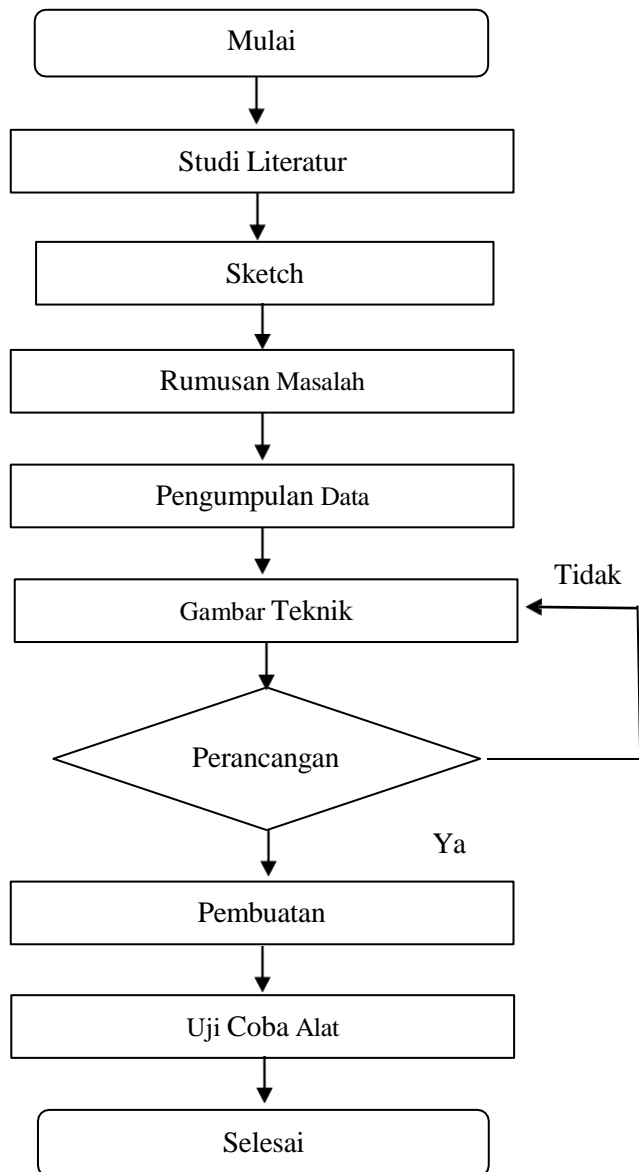 Mulai
Studi Literatur
Sketch
Rumusan Masalah
Pengumpulan Data
Tidak
Gambar Teknik
Perancangan
Ya
Pembuatan
Uji Coba Alat
Selesai